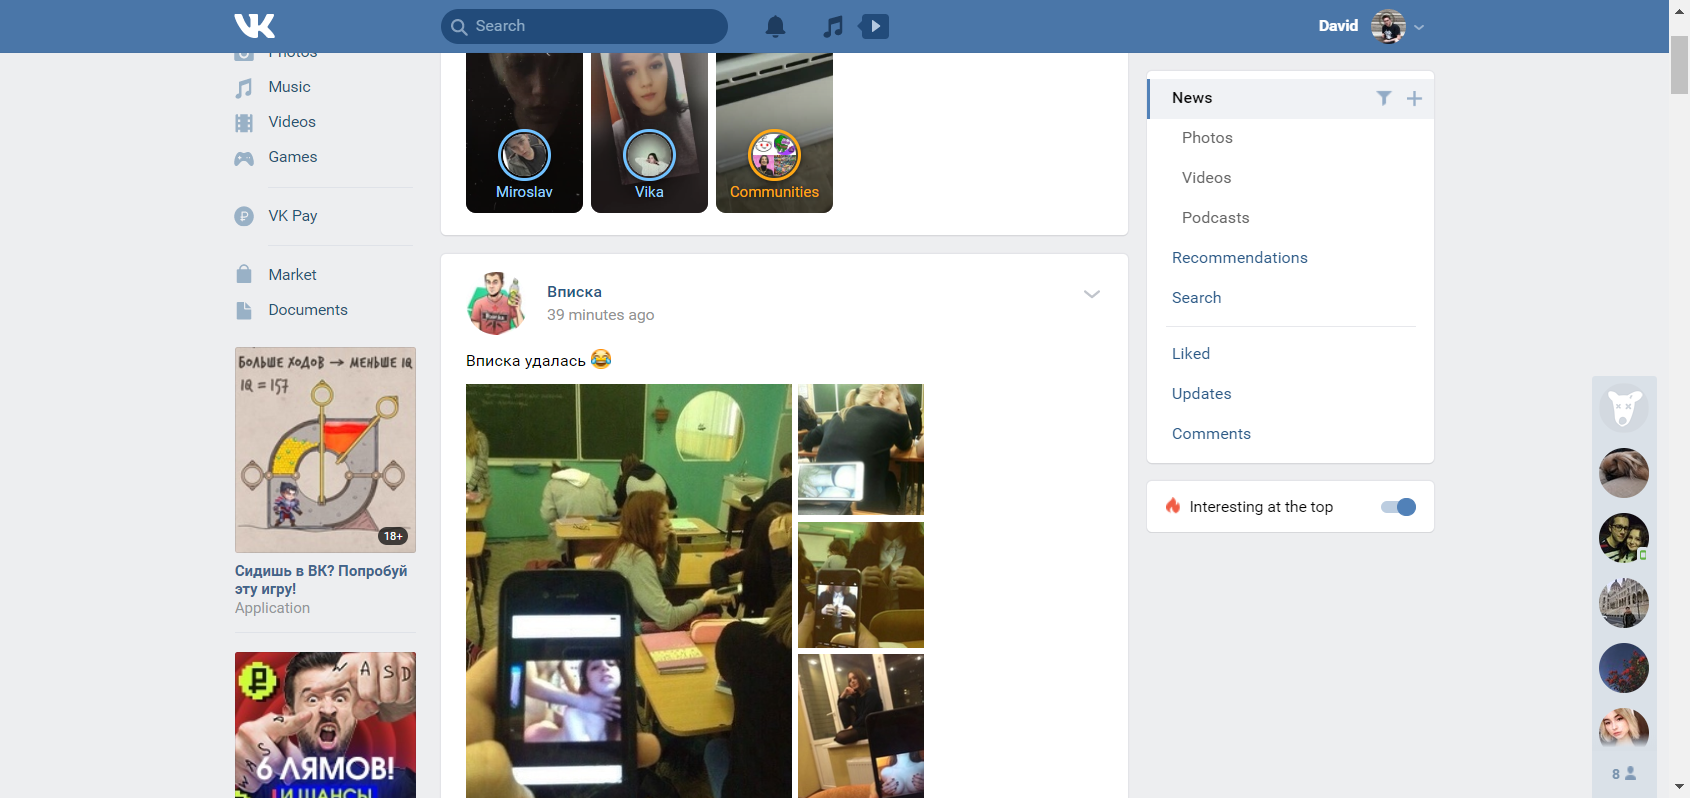 VK
Search
David
Photos
Music
Videos
Games
VK Pay
Market
Documents
БОЛЬШЕ ХОДОВ → МЕНЬШЕ IQ
IQ = 157
18+
Сидишь в ВК? Попробуй
эту игру!
Application
W A S D
6 ЛЯМОВ!
И ШАНСЫ
Miroslav
Vika
Communities
Вписка
39 minutes ago
Вписка удалась 😂
News
Photos
Videos
Podcasts
Recommendations
Search
Liked
Updates
Comments
Interesting at the top
8